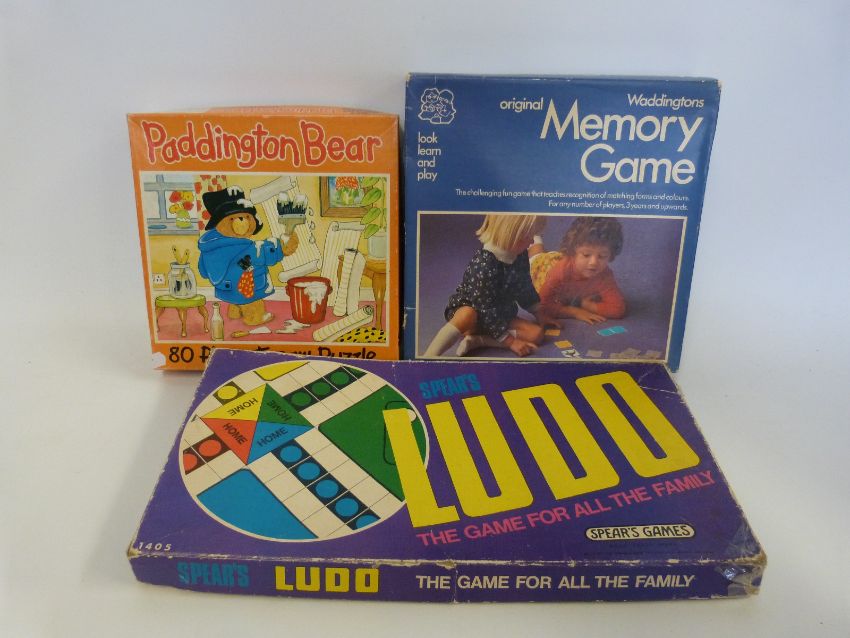 Paddington Bear
80
Puzzle
Waddingtons
original
Memory
Game
look
learn
and
play
The challenging fun game that teaches recognition of matching forms and colours.
For any number of players, 3 years and upwards.
SPEAR'S
LUDO
THE GAME FOR ALL THE FAMILY
SPEAR'S GAMES
HOME
HOME
HOME
HOME
1405
SPEAR'S LUDO THE GAME FOR ALL THE FAMILY